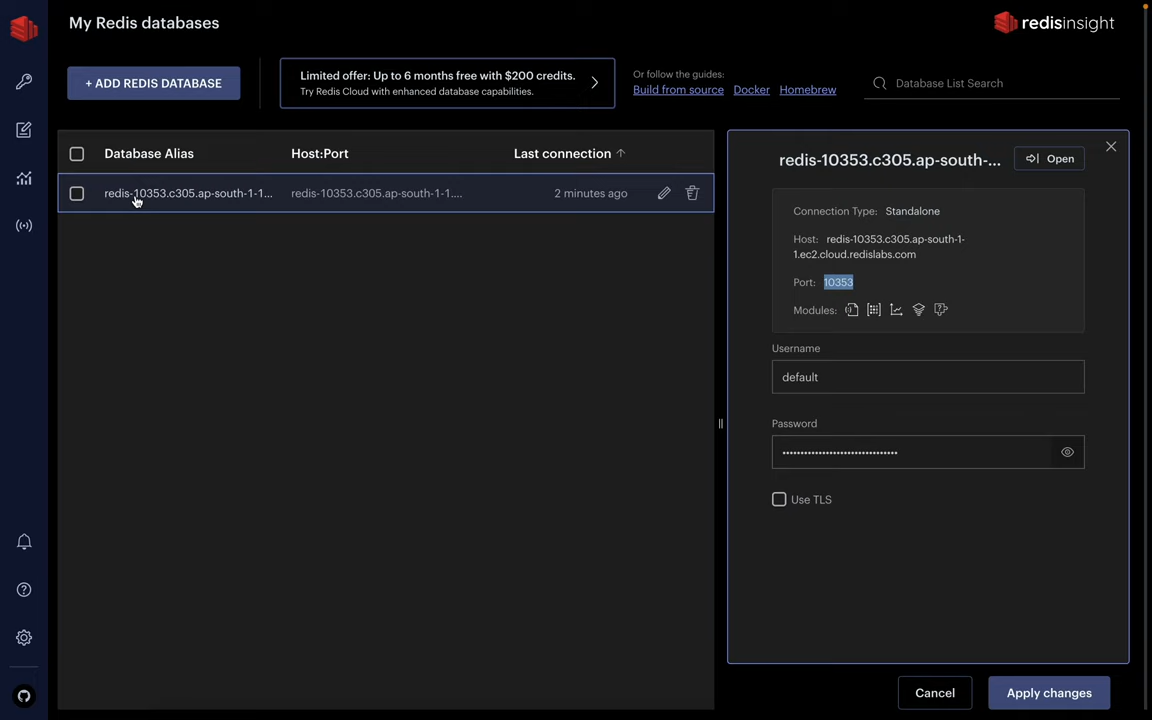 My Redis databases
redisinsight
+ ADD REDIS DATABASE
Limited offer: Up to 6 months free with $200 credits.
Try Redis Cloud with enhanced database capabilities.
Or follow the guides:
Build from source
Docker
Homebrew
Database List Search
Database Alias
Host:Port
Last connection
redis-10353.c305.ap-south-1-1...
redis-10353.c305.ap-south-1-1....
2 minutes ago
redis-10353.c305.ap-south-...
Open
Connection Type: Standalone
Host: redis-10353.c305.ap-south-1-
1.ec2.cloud.redislabs.com
Port: 10353
Modules:
Username
default
Password
Use TLS
Cancel
Apply changes